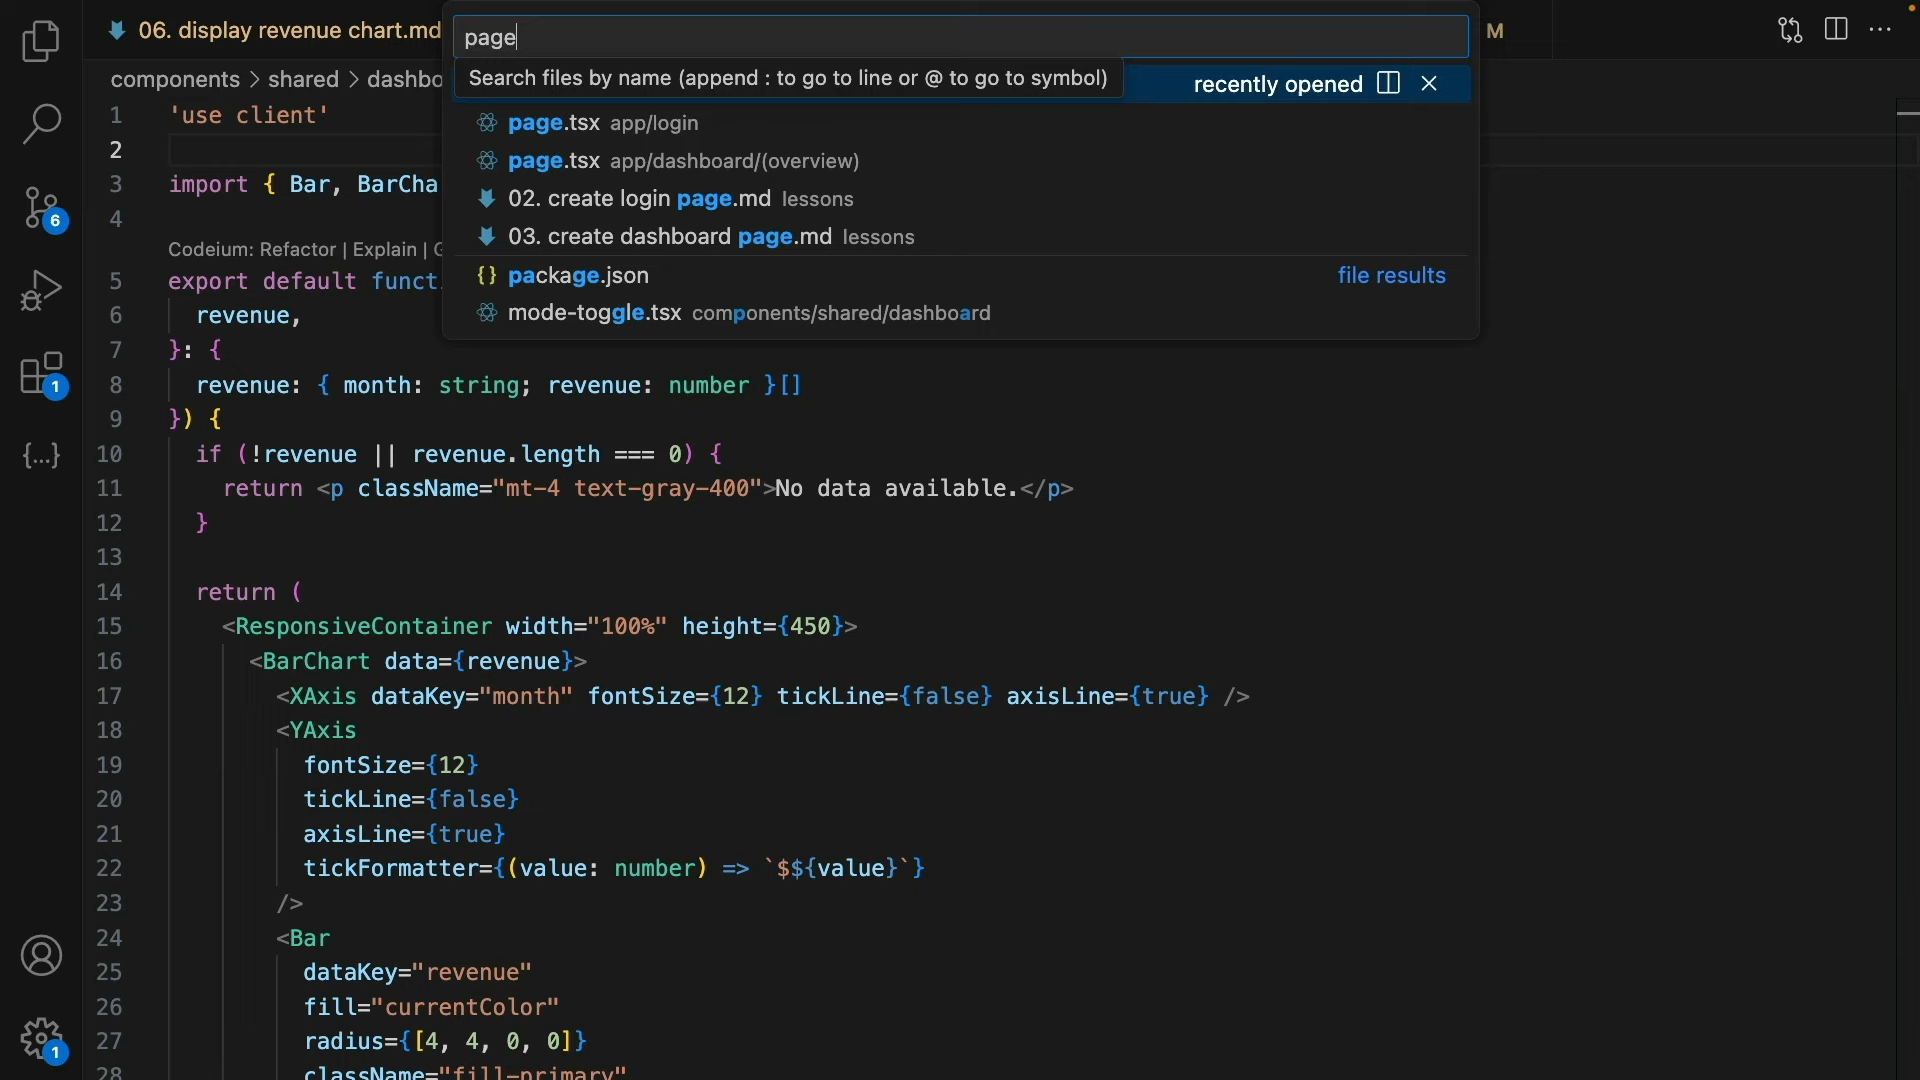 06. display revenue chart.md
page
M
components > shared > dashbo
Search files by name (append : to go to line or @ to go to symbol)
recently opened
page.tsx app/login
page.tsx app/dashboard/(overview)
02. create login page.md lessons
03. create dashboard page.md lessons
package.json
file results
mode-toggle.tsx components/shared/dashboard
6
1
{...}
1
1 'use client'
2
3 import { Bar, BarCha
4
Codeium: Refactor | Explain |
5 export default funct
6 revenue,
7 }: {
8 revenue: { month: string; revenue: number }[]
9 }) {
10 if (!revenue || revenue.length === 0) {
11 return <p className="mt-4 text-gray-400">No data available.</p>
12 }
13
14 return (
15 <ResponsiveContainer width="100%" height={450}>
16 <BarChart data={revenue}>
17 <XAxis dataKey="month" fontSize={12} tickLine={false} axisLine={true} />
18 <YAxis
19 fontSize={12}
20 tickLine={false}
21 axisLine={true}
22 tickFormatter={(value: number) => `$${value}`}
23 />
24 <Bar
25 dataKey="revenue"
26 fill="currentColor"
27 radius={[4, 4, 0, 0]}
28 className="fill-primary"